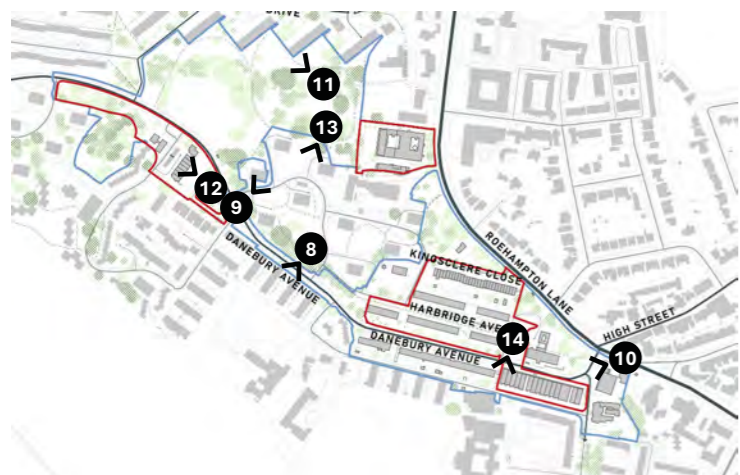 DRIVE
11
13
12
9
8
DANEBURY AVENUE
KINGSCLERE CLOSE
ROEHAMPTON LANE
HARBRIDGE AVE
HIGH STREET
14
10
DANEBURY AVENUE